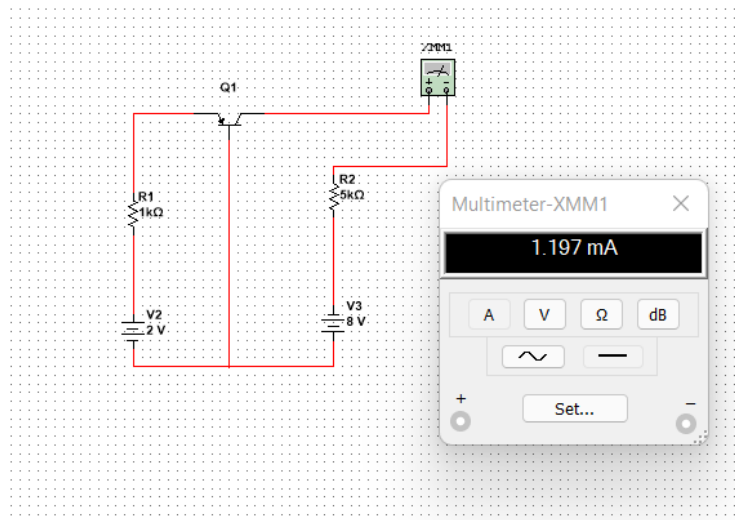 XMM1
Q1
R1
1kΩ
R2
5kΩ
V2
2 V
V3
8 V
+ −
Multimeter-XMM1
1.197 mA
A V Ω dB
+ Set... −